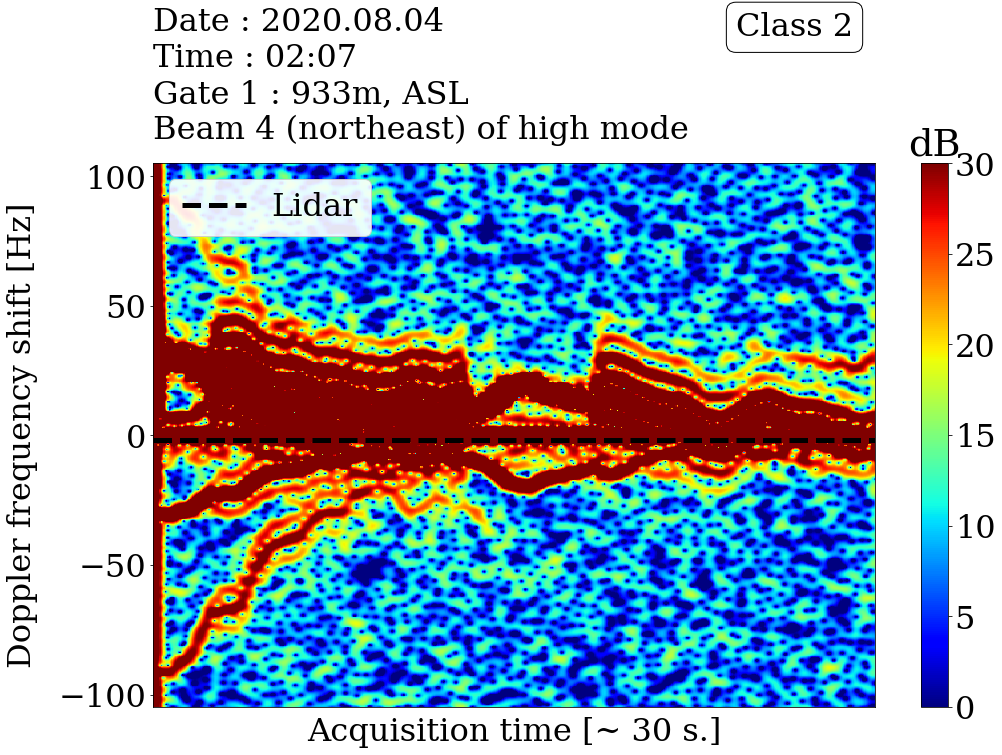 Date : 2020.08.04
Time : 02:07
Gate 1 : 933m, ASL
Beam 4 (northeast) of high mode
Class 2
dB
Lidar
Doppler frequency shift [Hz]
100
50
0
−50
−100
30
25
20
15
10
5
0
Acquisition time [~ 30 s.]